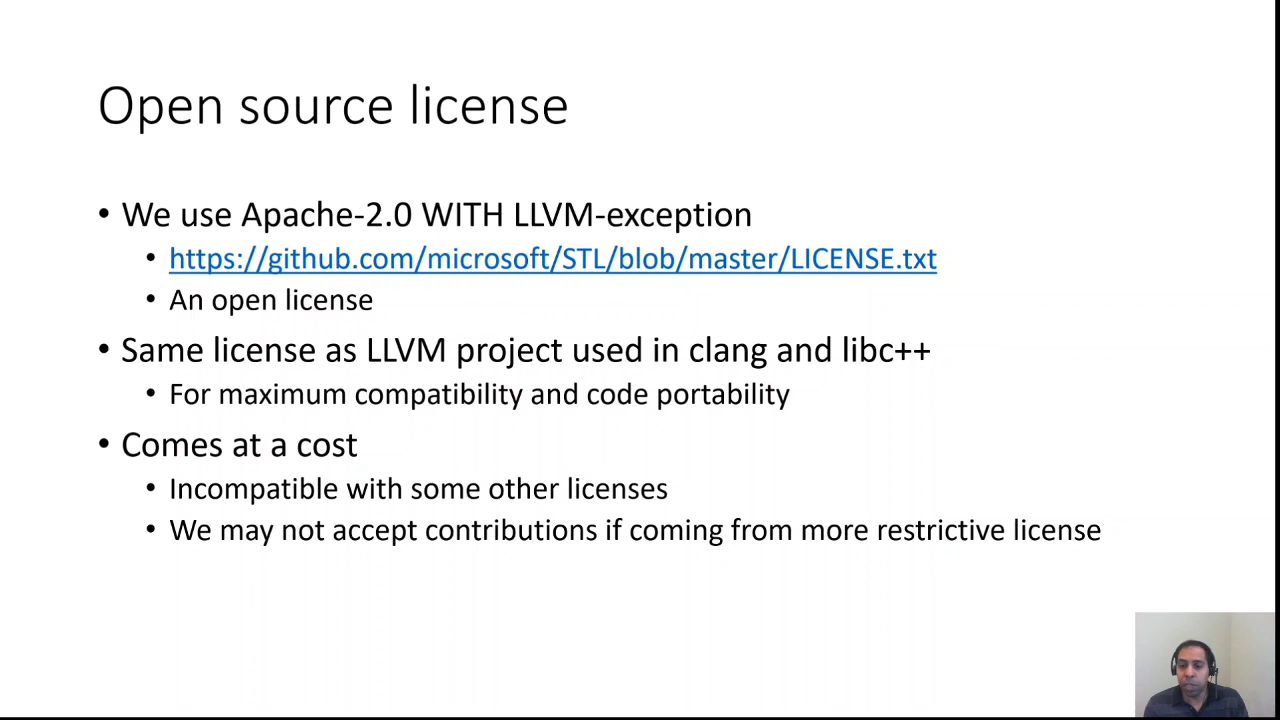 Open source license
• We use Apache-2.0 WITH LLVM-exception
• https://github.com/microsoft/STL/blob/master/LICENSE.txt
• An open license
• Same license as LLVM project used in clang and libc++
• For maximum compatibility and code portability
• Comes at a cost
• Incompatible with some other licenses
• We may not accept contributions if coming from more restrictive license